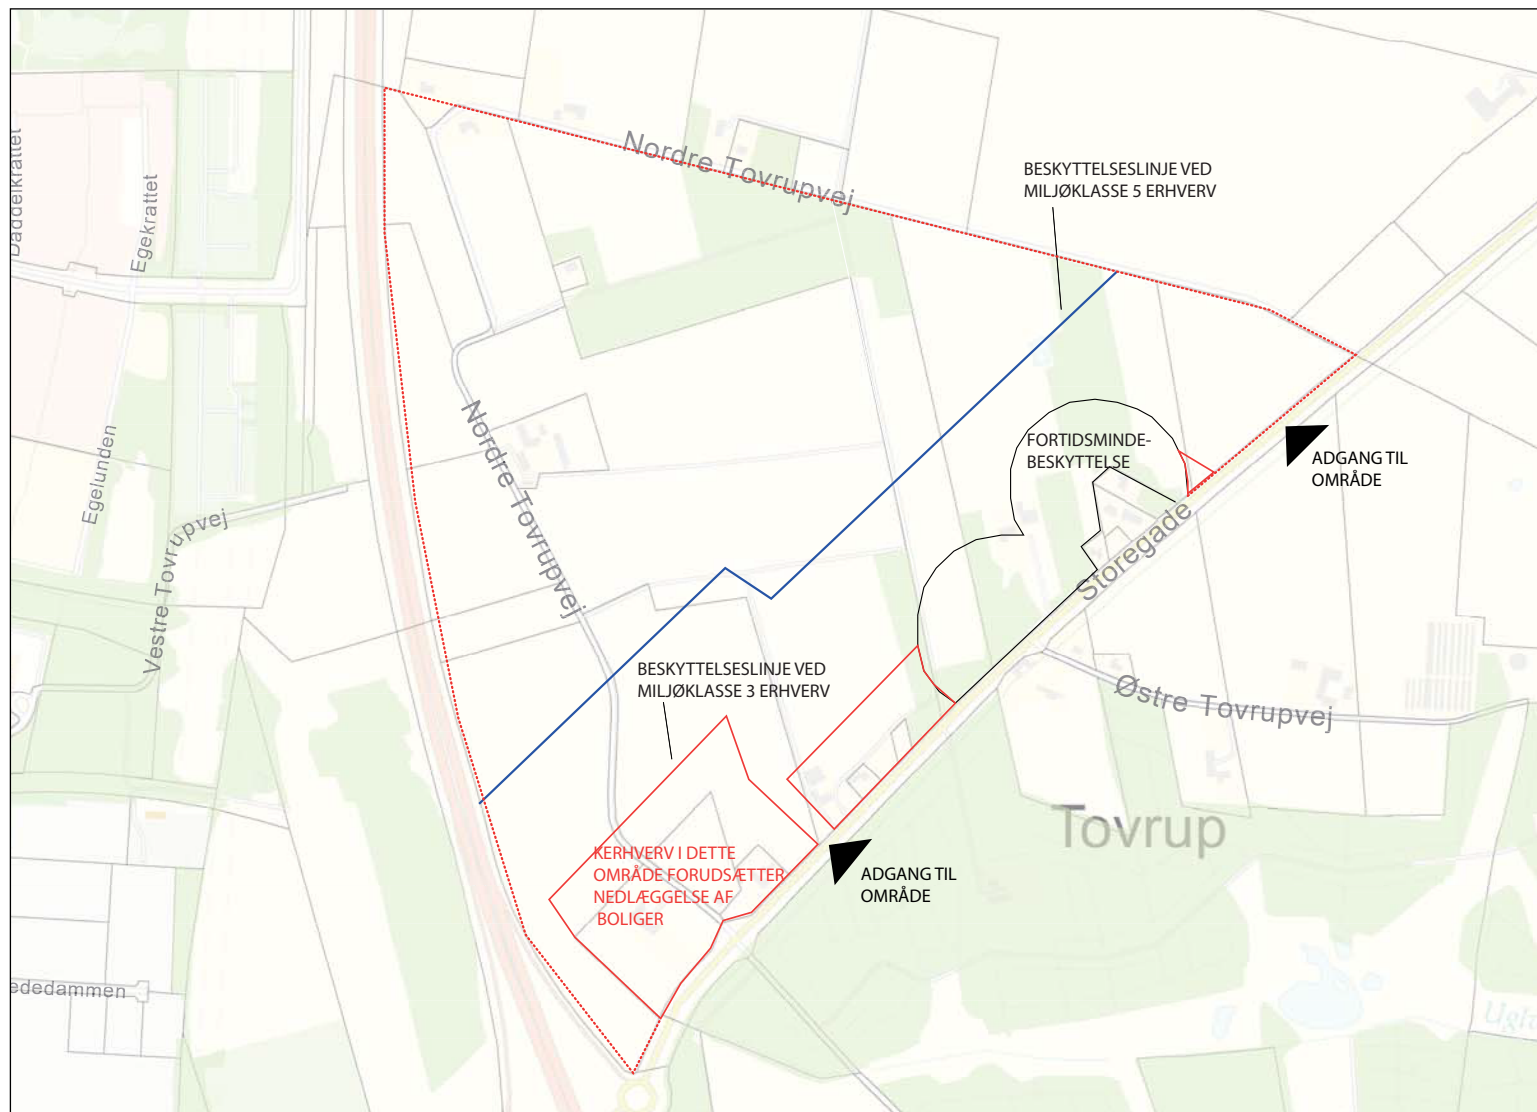 Daddelkrattet
Egekrattet
Nordre Tovrupvej
BESKYTTELSESLINJE VED
MILJØKLASSE 5 ERHVERV
Egelunden
Vestre Tovrupvej
Nordre Tovrupvej
FORTIDSMINDE-
BESKYTTELSE
ADGANG TIL
OMRÅDE
Storegade
Østre Tovrupvej
BESKYTTELSESLINJE VED
MILJØKLASSE 3 ERHVERV
Tovrup
KERHVERV I DETTE
OMRÅDE FORUDSÆTTER
NEDLÆGGELSE AF
BOLIGER
ADGANG TIL
OMRÅDE
ededammen